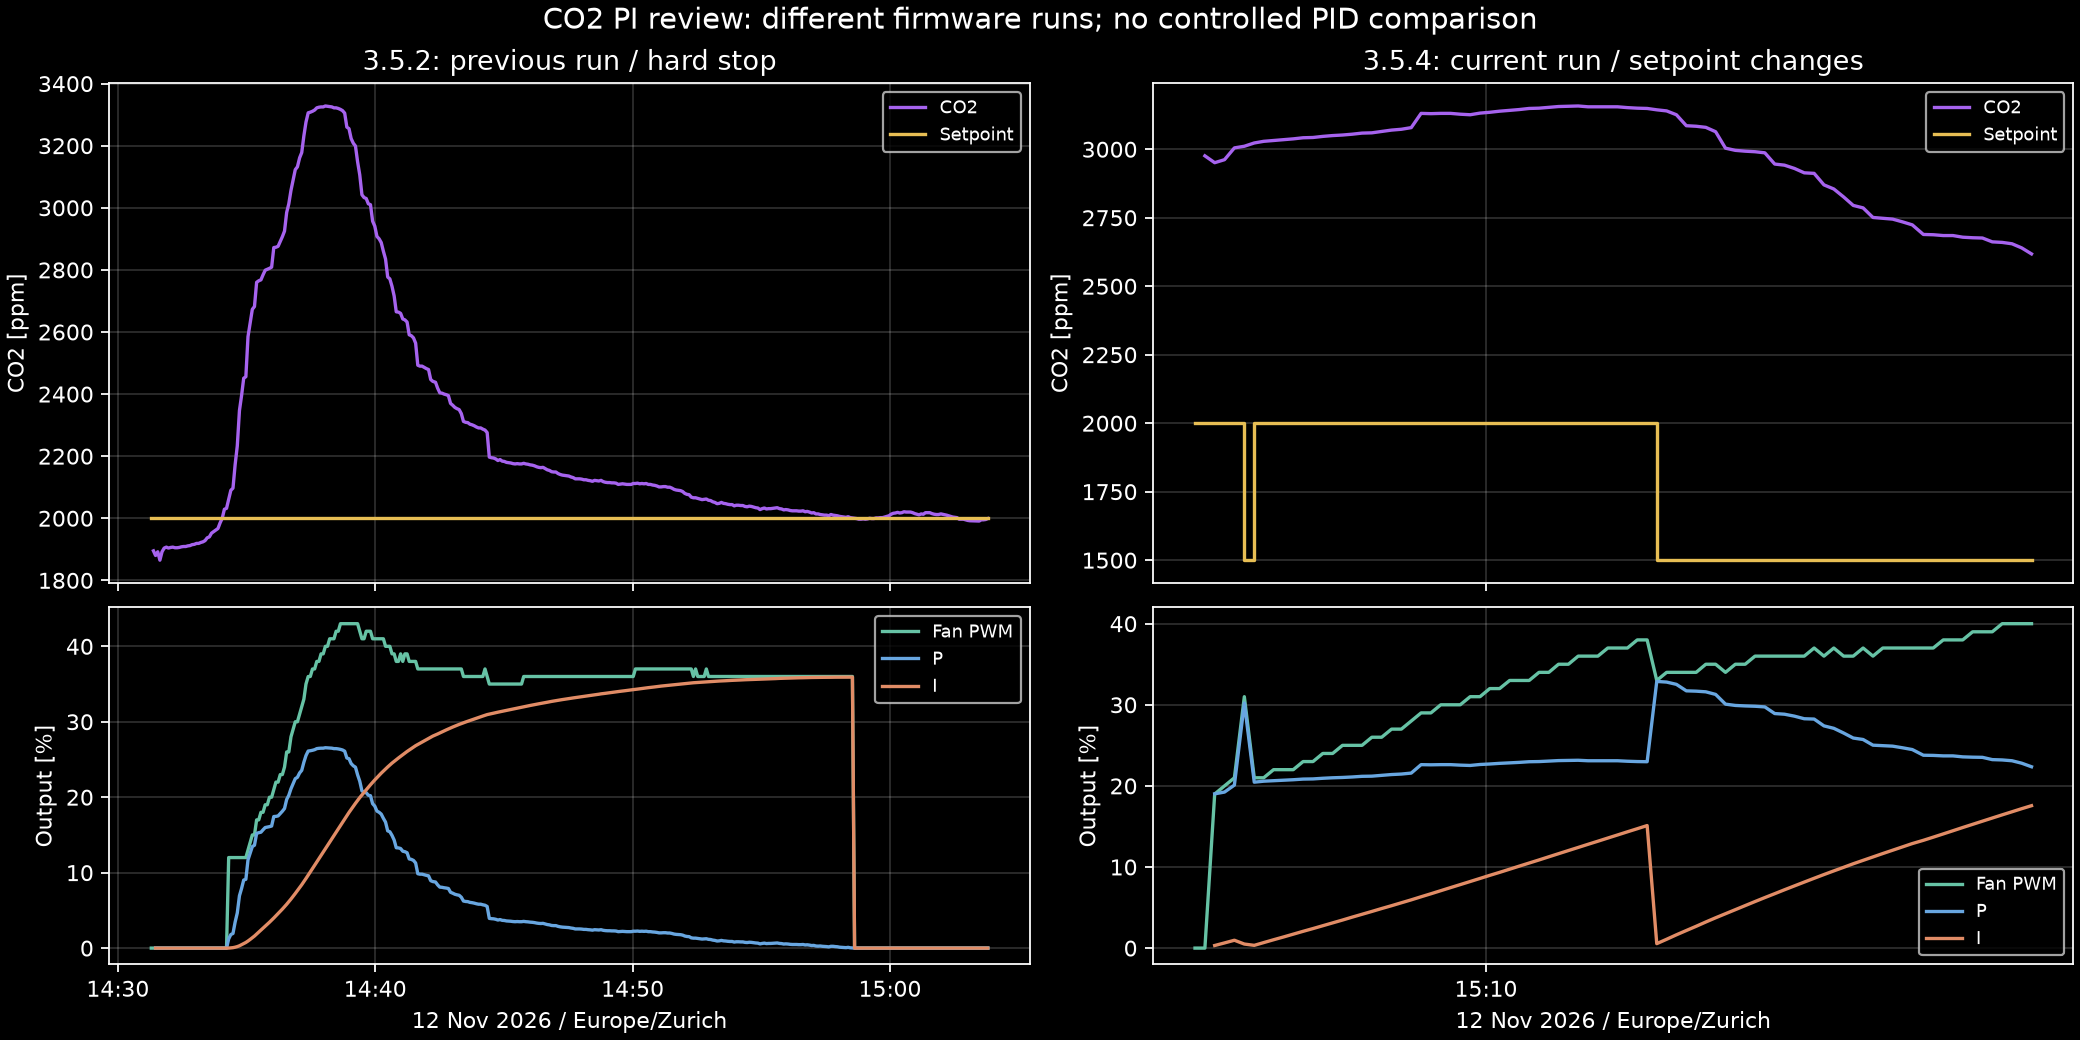 CO2 PI review: different firmware runs; no controlled PID comparison
3.5.2: previous run / hard stop
CO2 [ppm]
3400
3200
3000
2800
2600
2400
2200
2000
1800
CO2
Setpoint
3.5.4: current run / setpoint changes
CO2 [ppm]
3000
2750
2500
2250
2000
1750
1500
CO2
Setpoint
Output [%]
40
30
20
10
0
Fan PWM
P
I
14:30
14:40
14:50
15:00
12 Nov 2026 / Europe/Zurich
Output [%]
40
30
20
10
0
Fan PWM
P
I
15:10
12 Nov 2026 / Europe/Zurich